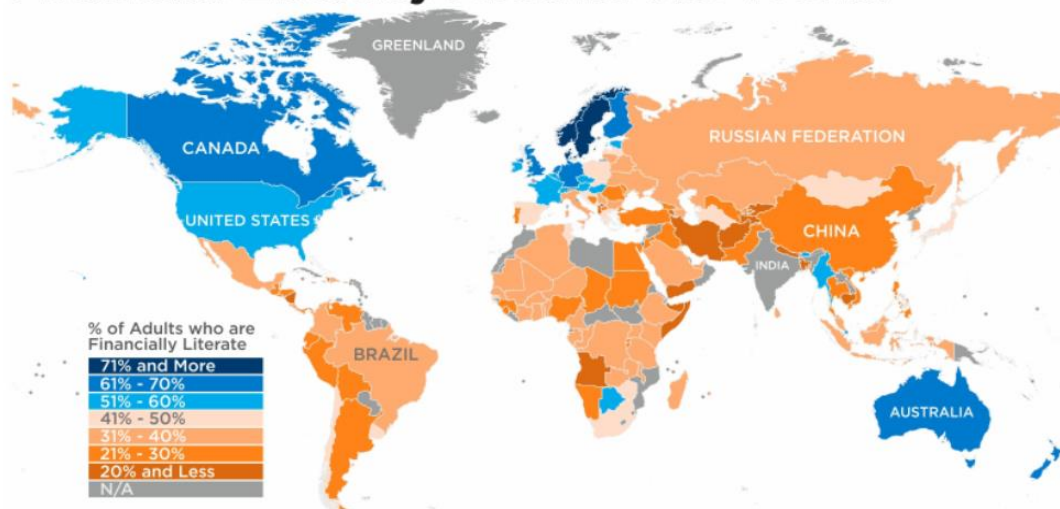 GREENLAND
CANADA
RUSSIAN FEDERATION
UNITED STATES
CHINA
INDIA
% of Adults who are
Financially Literate
BRAZIL
71% and More
61% - 70%
51% - 60%
41% - 50%
31% - 40%
21% - 30%
20% and Less
N/A
AUSTRALIA